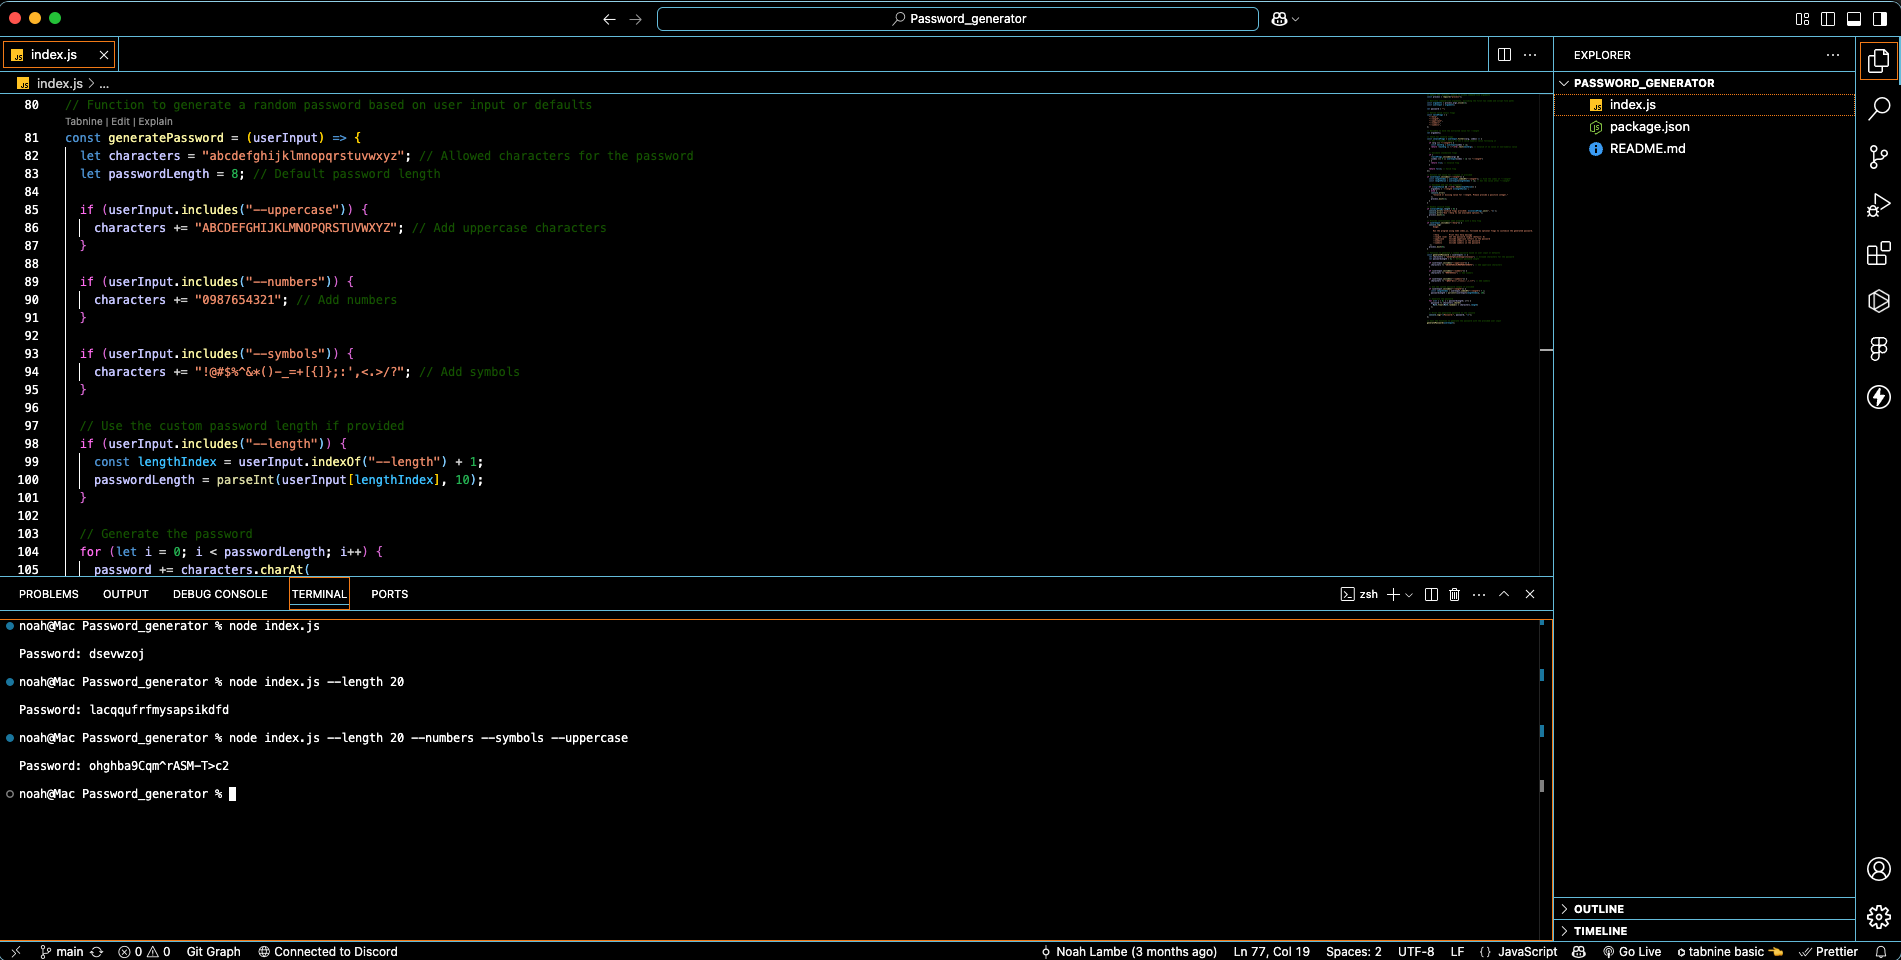 Password_generator
index.js
index.js > ...
80 // Function to generate a random password based on user input or defaults
Tabnine | Edit | Explain
81 const generatePassword = (userInput) => {
82 let characters = "abcdefghijklmnopqrstuvwxyz"; // Allowed characters for the password
83 let passwordLength = 8; // Default password length
84
85 if (userInput.includes("--uppercase")) {
86 characters += "ABCDEFGHIJKLMNOPQRSTUVWXYZ"; // Add uppercase characters
87 }
88
89 if (userInput.includes("--numbers")) {
90 characters += "0987654321"; // Add numbers
91 }
92
93 if (userInput.includes("--symbols")) {
94 characters += "!@#$%^&*()-_=+[{]};:',<.>/?"; // Add symbols
95 }
96
97 // Use the custom password length if provided
98 if (userInput.includes("--length")) {
99 const lengthIndex = userInput.indexOf("--length") + 1;
100 passwordLength = parseInt(userInput[lengthIndex], 10);
101 }
102
103 // Generate the password
104 for (let i = 0; i < passwordLength; i++) {
105 password += characters.charAt(
PROBLEMS OUTPUT DEBUG CONSOLE TERMINAL PORTS
zsh
noah@Mac Password_generator % node index.js
Password: dsevwzoj
noah@Mac Password_generator % node index.js --length 20
Password: lacqqufrfmysapsikdfd
noah@Mac Password_generator % node index.js --length 20 --numbers --symbols --uppercase
Password: ohghba9Cqm^rASM-T>c2
noah@Mac Password_generator %
EXPLORER
PASSWORD_GENERATOR
index.js
package.json
README.md
OUTLINE
TIMELINE
main 0 0 Git Graph Connected to Discord
Noah Lambe (3 months ago) Ln 77, Col 19 Spaces: 2 UTF-8 LF {} JavaScript Go Live tabnine basic Prettier